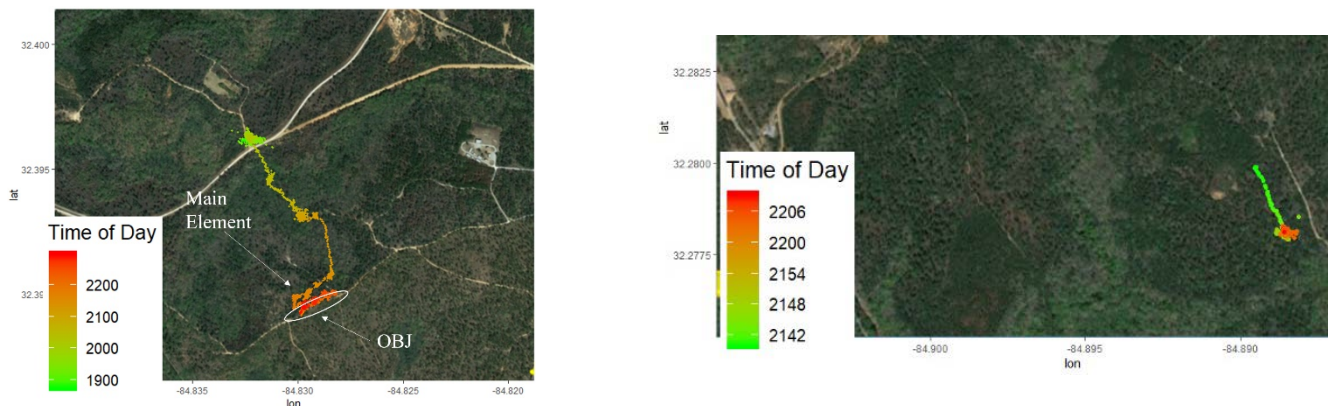 32.400
32.395
32.39
lat
Main
Element
OBJ
Time of Day
2200
2100
2000
1900
-84.835
-84.830
-84.825
-84.820
lon
32.2825
32.2800
32.2775
lat
Time of Day
2206
2200
2154
2148
2142
-84.900
-84.895
-84.890
lon